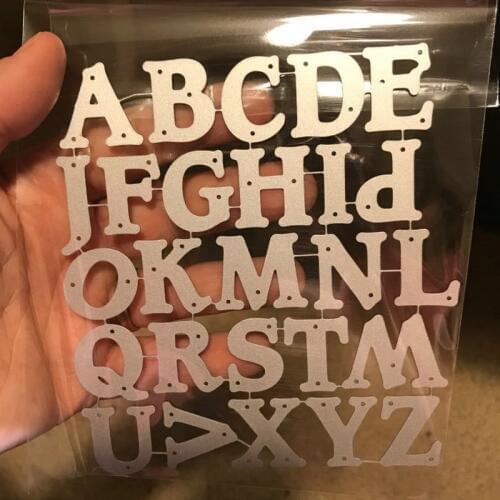 ABCDE
JFGHIP
OKMNL
QRSTW
UVXYZ